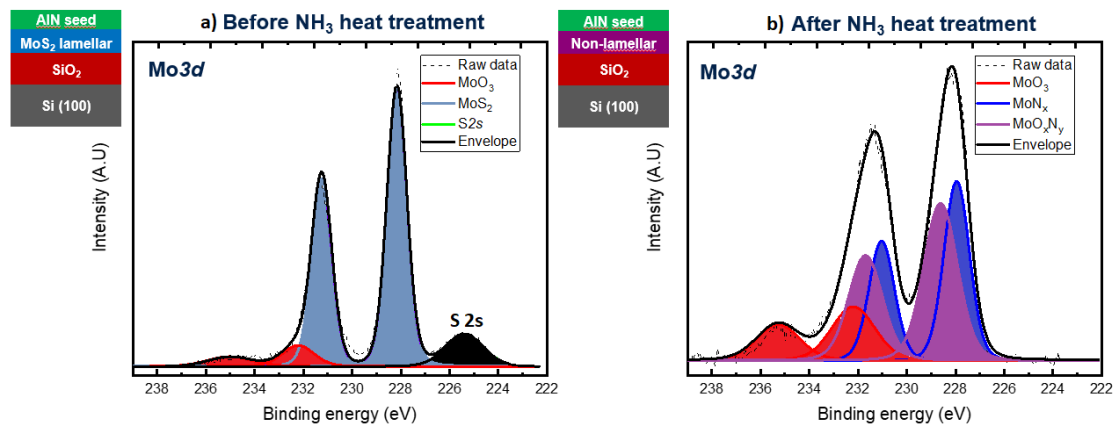 AlN seed
MoS2 lamellar
SiO2
Si (100)
a) Before NH3 heat treatment
Mo3d
Raw data
MoO3
MoS2
S2s
Envelope
S 2s
Intensity (A.U)
238 236 234 232 230 228 226 224 222
Binding energy (eV)
AlN seed
Non-lamellar
SiO2
Si (100)
b) After NH3 heat treatment
Mo3d
Raw data
MoO3
MoNx
MoOxNy
Envelope
Intensity (A.U)
238 236 234 232 230 228 226 224 222
Binding energy (eV)